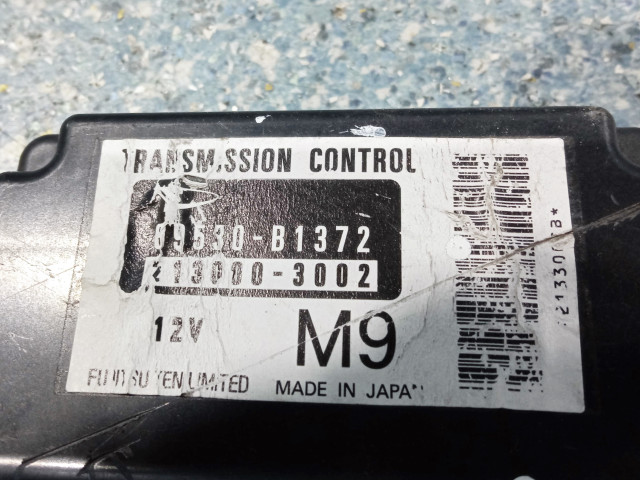 TRANSMISSION CONTROL
89530-B1372
213000-3002
12V M9
FUJITSU TEN LIMITED MADE IN JAPAN